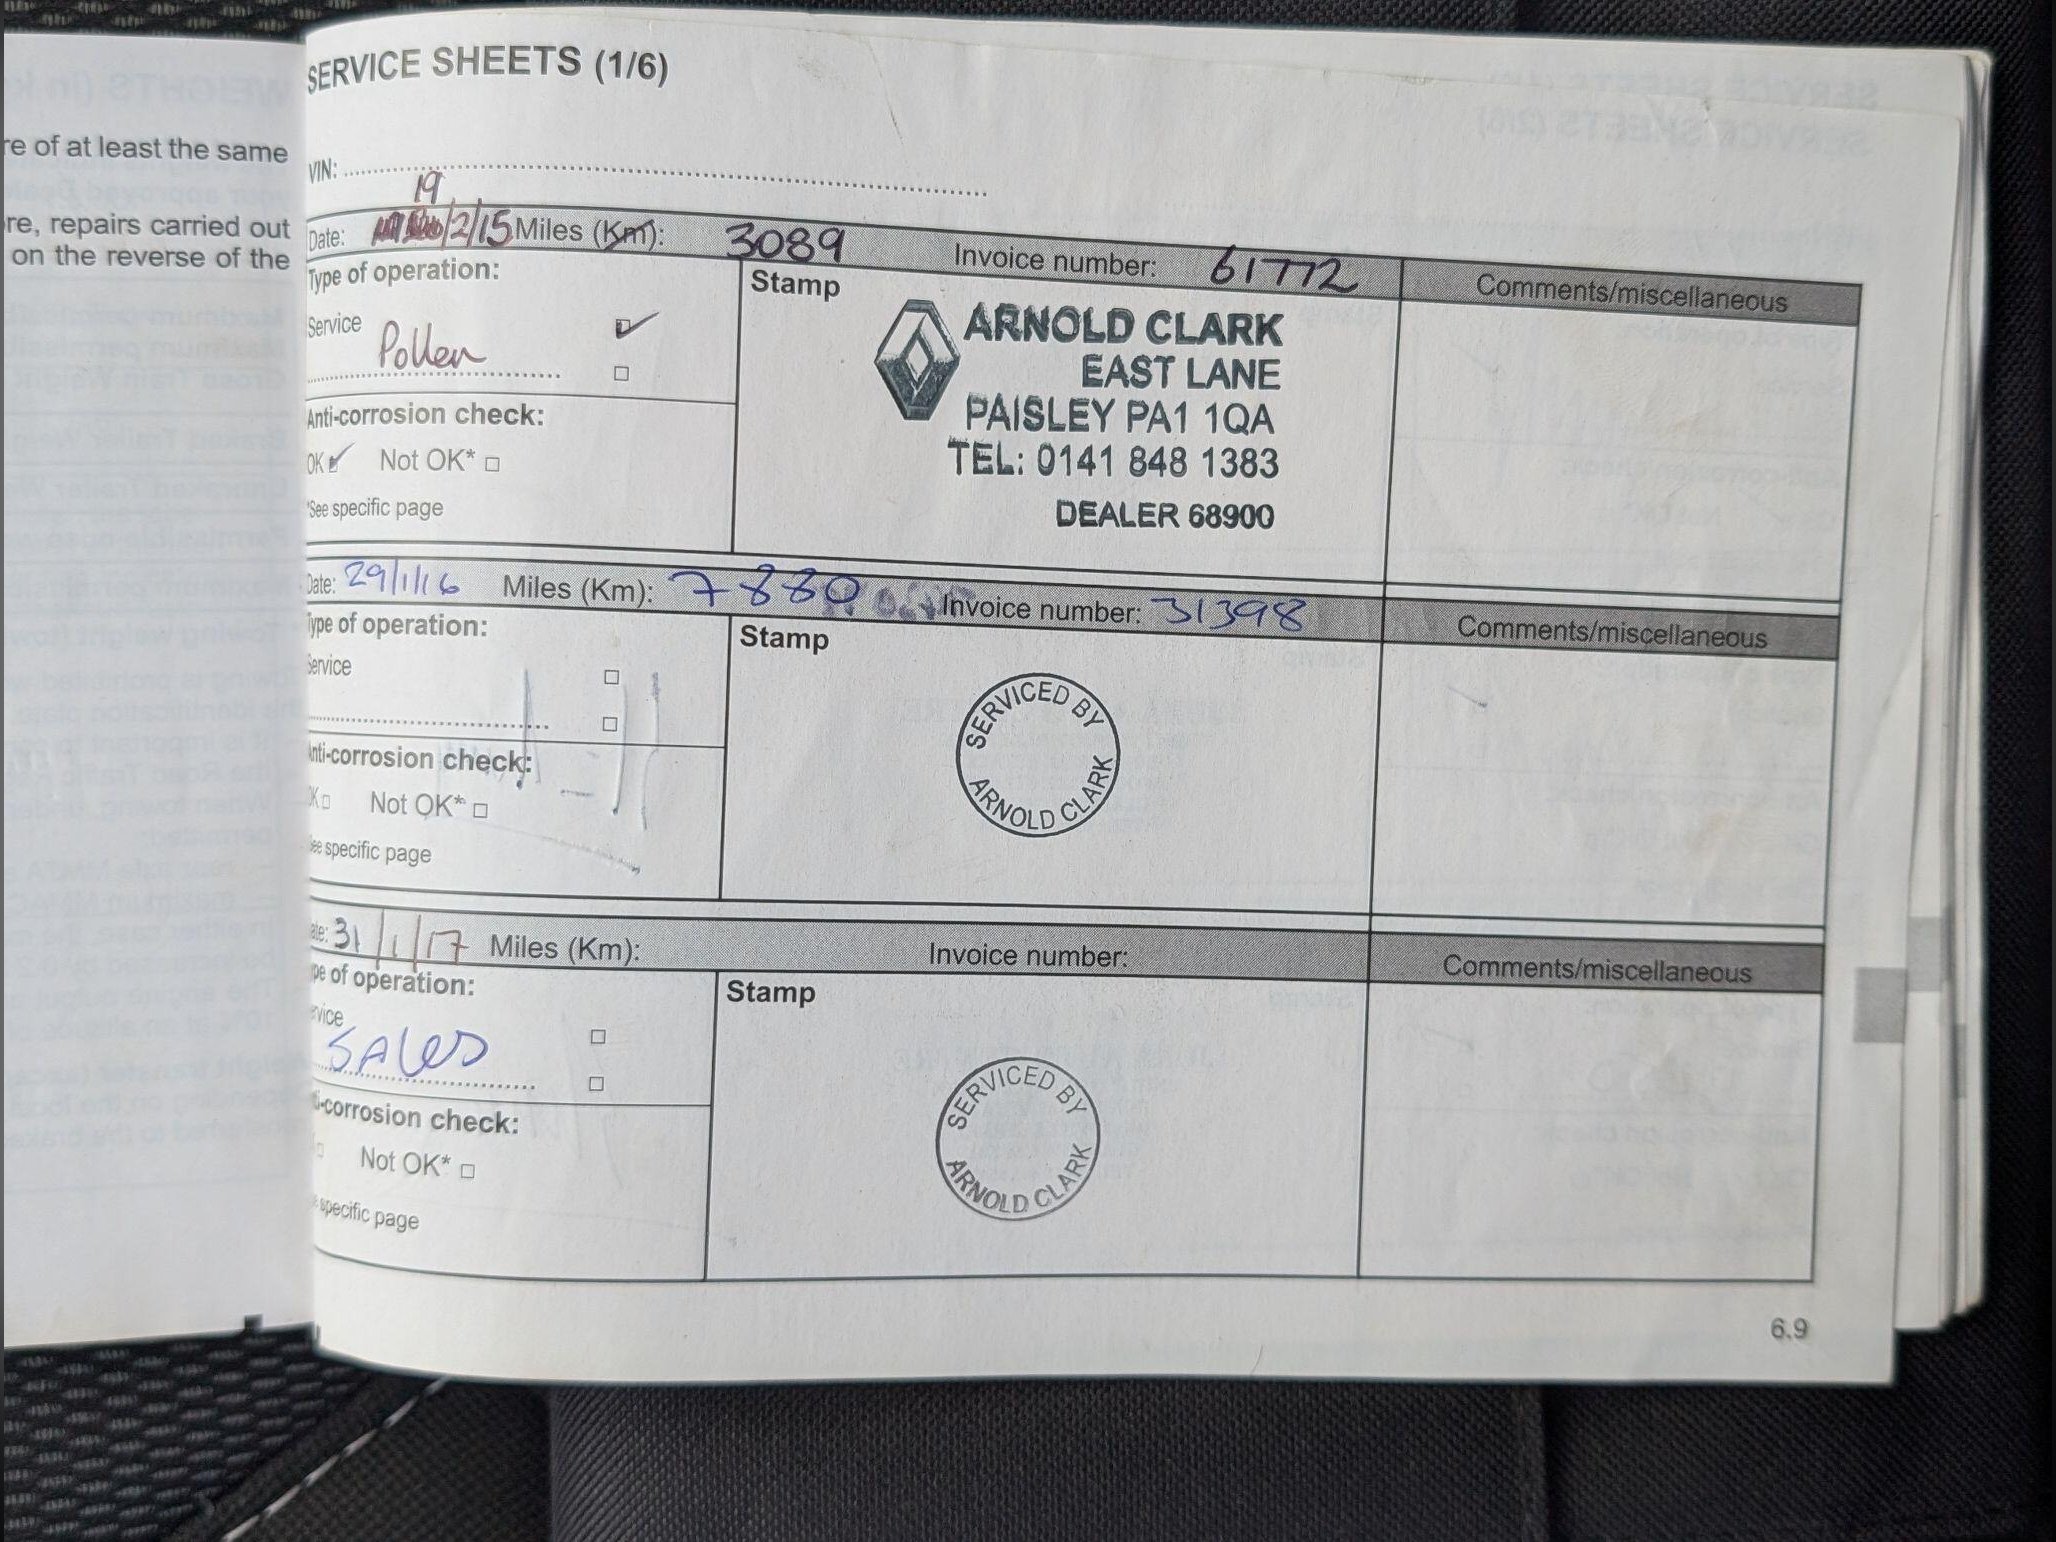 re of at least the same
re, repairs carried out
on the reverse of the
SERVICE SHEETS (1/6)
VIN:
19
Date: /2/15 Miles (Km): 3089 Invoice number: 61772 Comments/miscellaneous
Type of operation:
Service
Pollen
Anti-corrosion check:
OK Not OK*
*See specific page
Stamp
ARNOLD CLARK
EAST LANE
PAISLEY PA1 1QA
TEL: 0141 848 1383
DEALER 68900
Date: 29/1/16 Miles (Km): 7880 Invoice number: 31398 Comments/miscellaneous
Type of operation:
Service
Anti-corrosion check:
OK Not OK*
See specific page
Stamp
SERVICED BY
ARNOLD CLARK
ate: 31/1/17 Miles (Km): Invoice number: Comments/miscellaneous
pe of operation:
rvice
SALES
i-corrosion check:
Not OK*
specific page
Stamp
SERVICED BY
ARNOLD CLARK
6.9